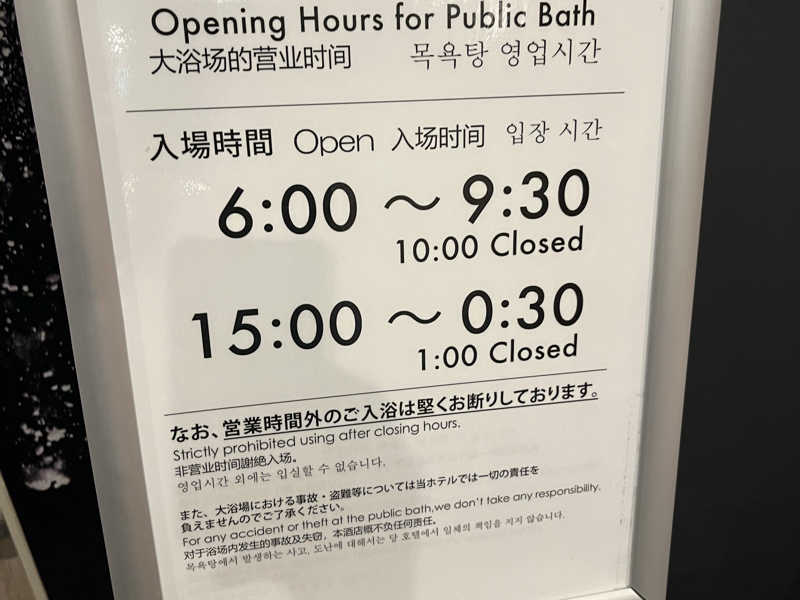 Opening Hours for Public Bath
大浴场的营业时间 목욕탕 영업시간
入場時間 Open 入场时间 입장 시간
6:00 ～ 9:30
10:00 Closed
15:00 ～ 0:30
1:00 Closed
なお、営業時間外のご入浴は堅くお断りしております。
Strictly prohibited using after closing hours.
非营业时间謝絶入场。
영업시간 외에는 입실할 수 없습니다.
また、大浴場における事故・盗難等については当ホテルでは一切の責任を
負えませんのでご了承ください。
For any accident or theft at the public bath,we don't take any responsibility.
对于浴场内发生的事故及失窃，本酒店概不负任何责任。
목욕탕에서 발생하는 사고, 도난에 대해서는 당 호텔에서 일체의 책임을 지지 않습니다.